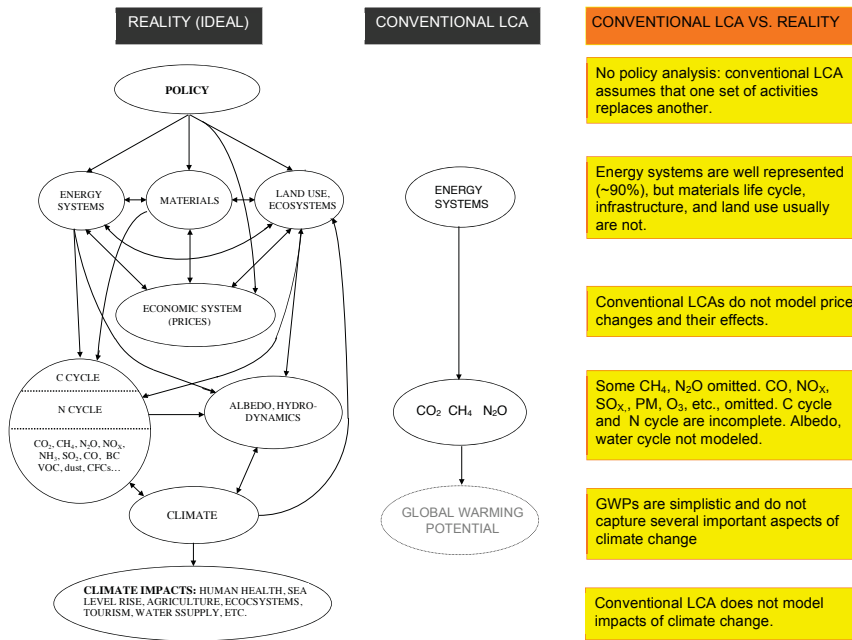 REALITY (IDEAL)
CONVENTIONAL LCA
CONVENTIONAL LCA VS. REALITY
POLICY
No policy analysis: conventional LCA
assumes that one set of activities
replaces another.
ENERGY
SYSTEMS
MATERIALS
LAND USE,
ECOSYSTEMS
ENERGY
SYSTEMS
Energy systems are well represented
(~90%), but materials life cycle,
infrastructure, and land use usually
are not.
ECONOMIC SYSTEM
(PRICES)
Conventional LCAs do not model price
changes and their effects.
C CYCLE
N CYCLE
CO₂, CH₄, N₂O, NOₓ,
NH₃, SO₂, CO, BC
VOC, dust, CFCs…
ALBEDO, HYDRO-
DYNAMICS
CO₂ CH₄ N₂O
Some CH₄, N₂O omitted. CO, NOₓ,
SOₓ, PM, O₃, etc., omitted. C cycle
and N cycle are incomplete. Albedo,
water cycle not modeled.
CLIMATE
GLOBAL WARMING
POTENTIAL
GWPs are simplistic and do not
capture several important aspects of
climate change
CLIMATE IMPACTS: HUMAN HEALTH, SEA
LEVEL RISE, AGRICULTURE, ECOCSYSTEMS,
TOURISM, WATER SSUPPLY, ETC.
Conventional LCA does not model
impacts of climate change.